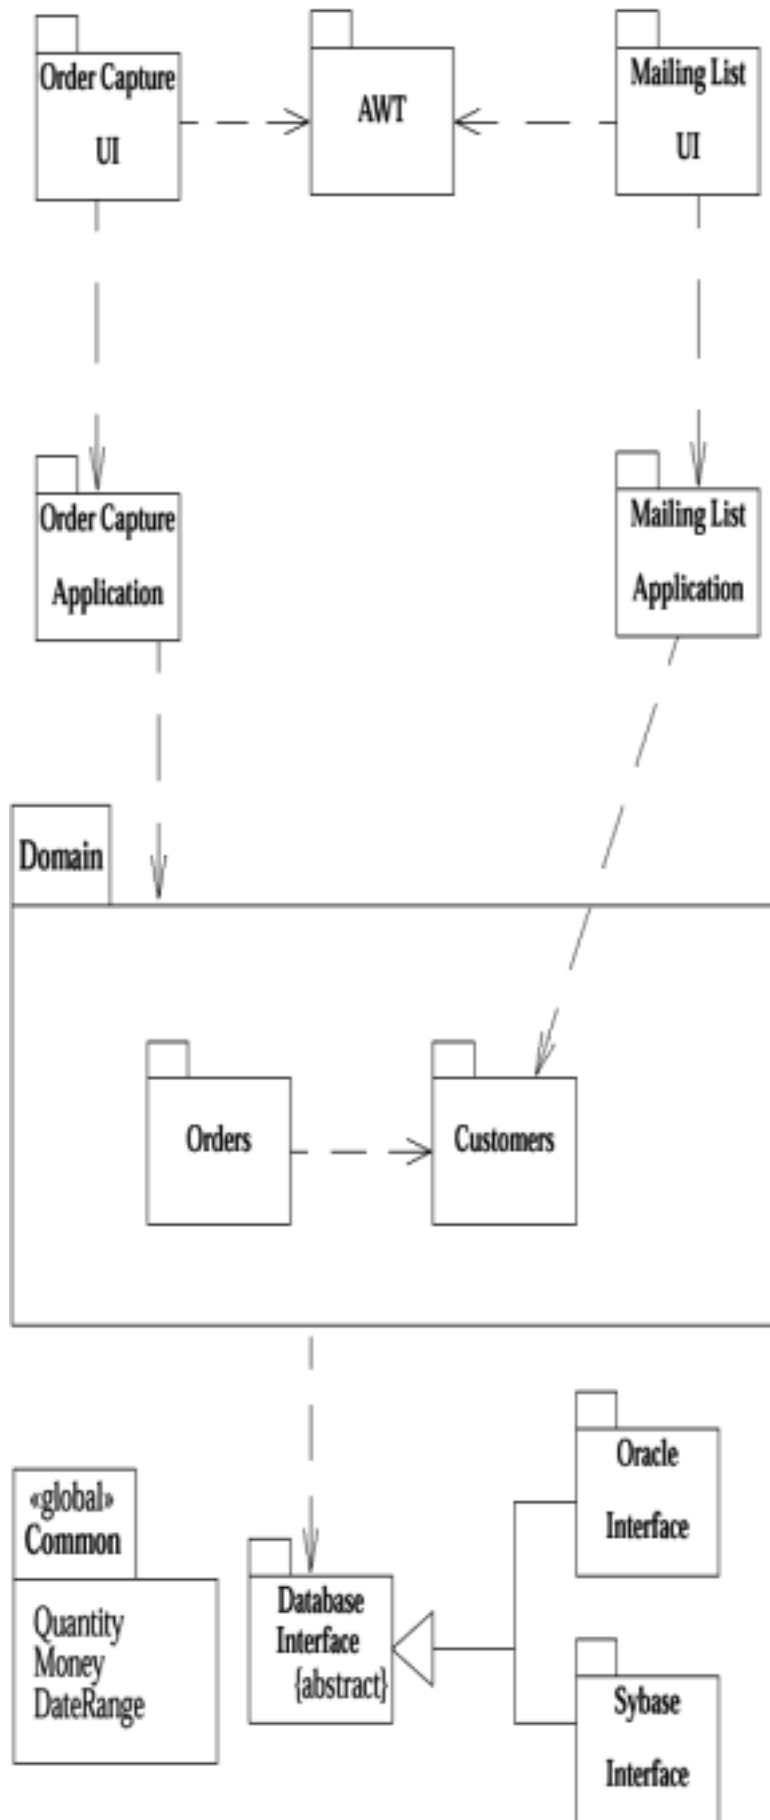 Order Capture
UI
AWT
Mailing List
UI
Order Capture
Application
Mailing List
Application
Domain
Orders
Customers
Oracle
Interface
«global»
Common
Quantity
Money
DateRange
Database
Interface
{abstract}
Sybase
Interface